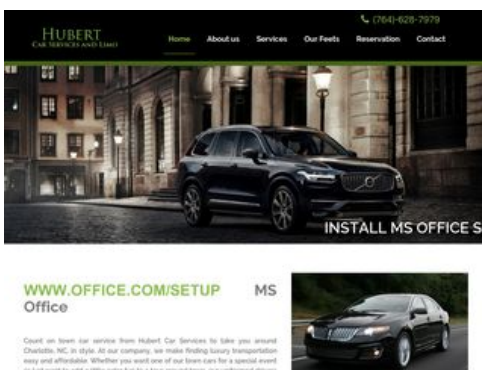 (764)-628-7979
HUBERT
CAR SERVICES AND LIMO
Home About us Services Our Feets Reservation Contact
INSTALL MS OFFICE S
WWW.OFFICE.COM/SETUP MS
Office
Count on town car service from Hubert Car Services to take you around
Charlotte, NC, in style. At our company, we make finding luxury transportation
easy and affordable. Whether you want one of our town cars for a special event